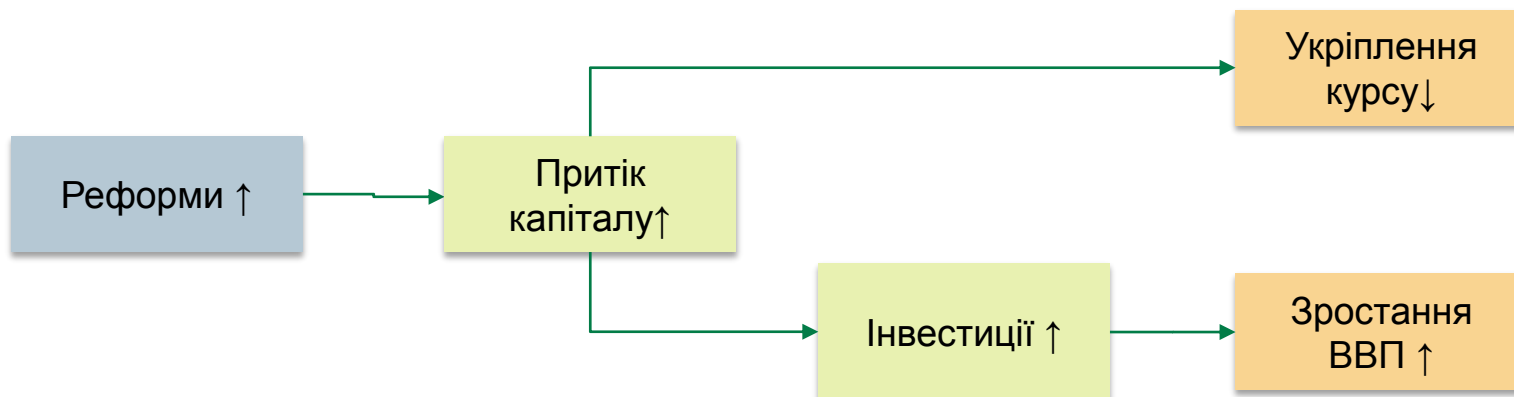 Укріплення
курсу↓
Реформи ↑
Притік
капіталу↑
Інвестиції ↑
Зростання
ВВП ↑